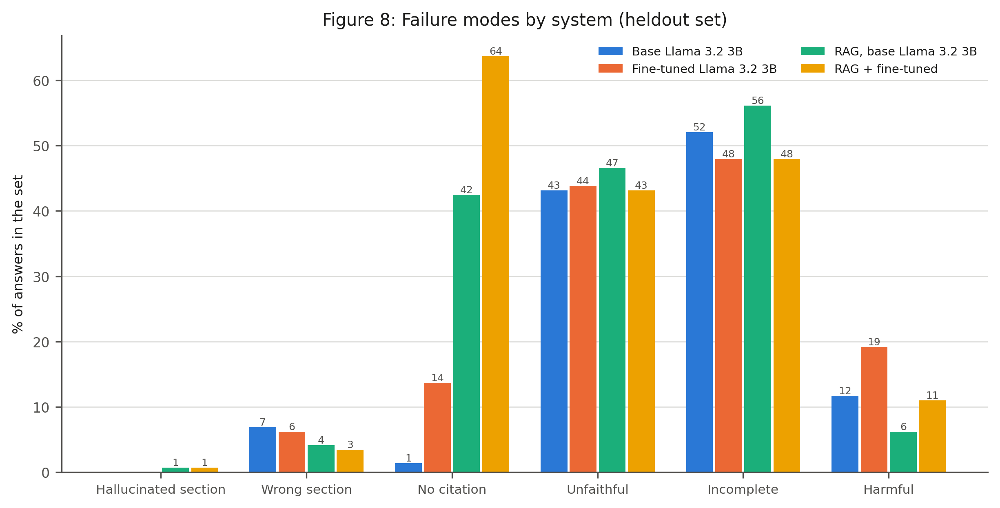 Figure 8: Failure modes by system (heldout set)
Base Llama 3.2 3B
Fine-tuned Llama 3.2 3B
RAG, base Llama 3.2 3B
RAG + fine-tuned
% of answers in the set
60
50
40
30
20
10
0
1 1
7 6 4 3
1 14 42 64
43 44 47 43
52 48 56 48
12 19 6 11
Hallucinated section
Wrong section
No citation
Unfaithful
Incomplete
Harmful